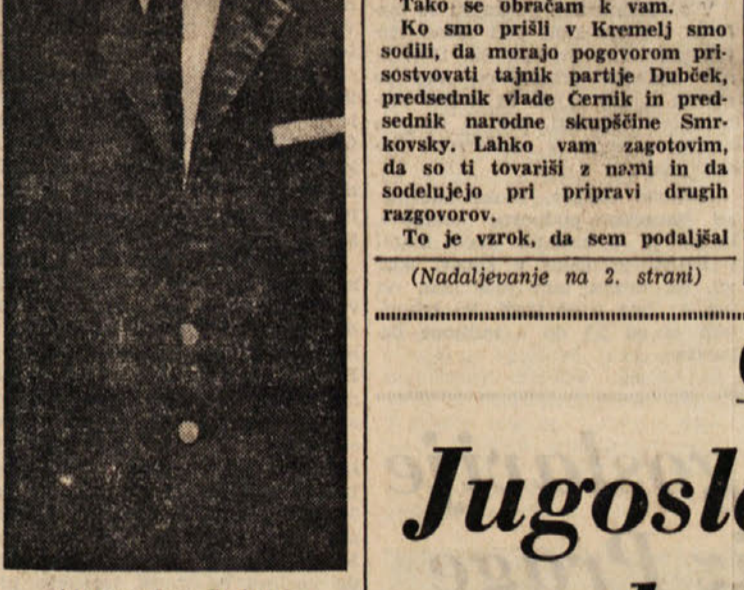 Tako se obračam k vam.
Ko smo prišli v Kremelj smo
sodili, da morajo pogovorom pri-
sostvovati tajnik partije Dubček,
predsednik vlade Černik in pred-
sednik narodne skupščine Smr-
kovsky. Lahko vam zagotovim,
da so ti tovariši z nami in da
sodelujejo pri pripravi drugih
razgovorov.
To je vzrok, da sem podaljšal
(Nadaljevanje na 2. strani)
Jugosl